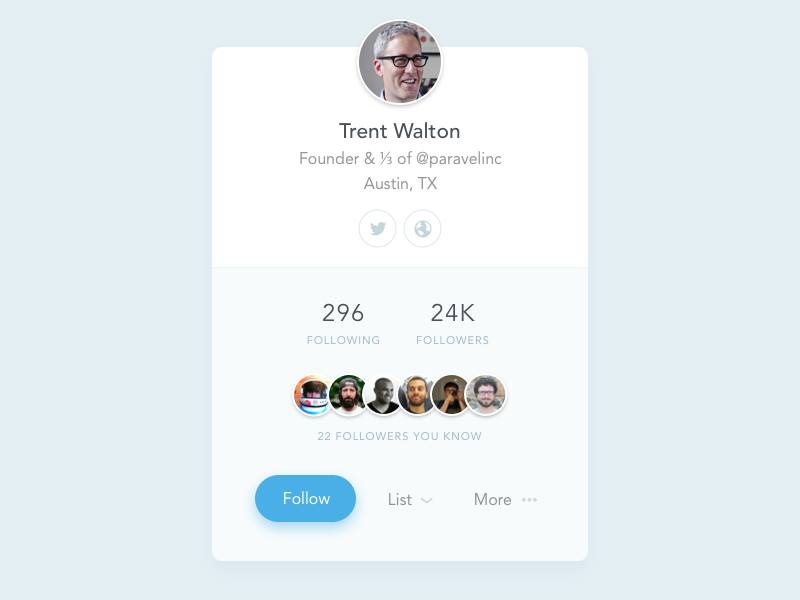 Trent Walton
Founder & ⅓ of @paravelinc
Austin, TX
296 24K
FOLLOWING FOLLOWERS
22 FOLLOWERS YOU KNOW
Follow List More